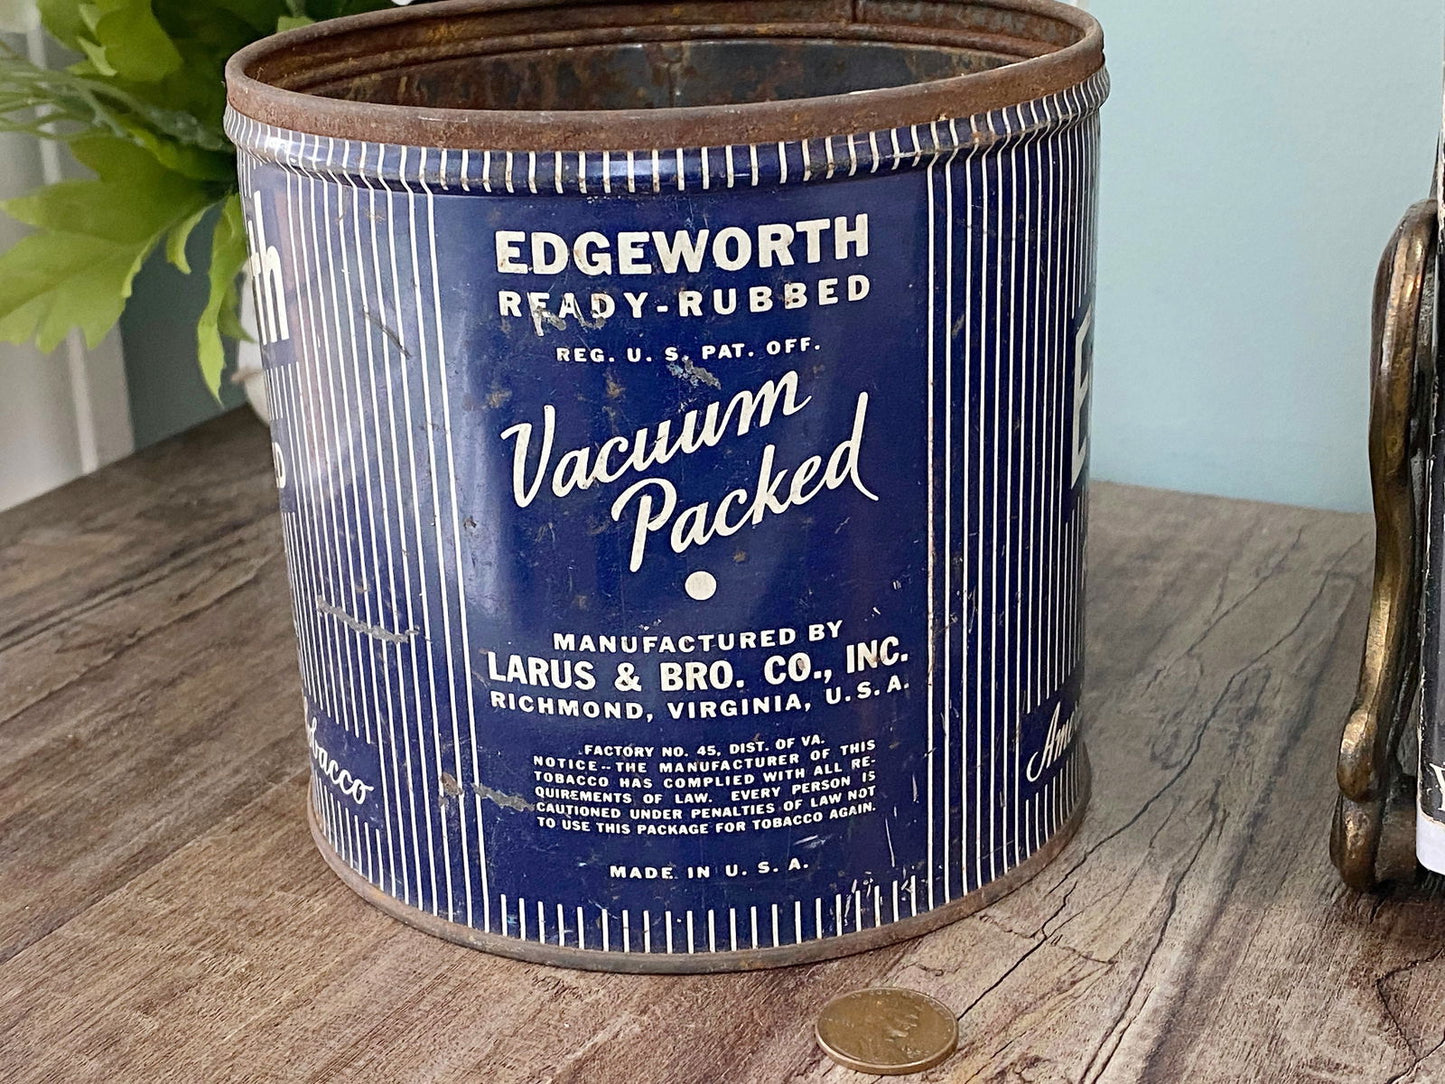 EDGEWORTH
READY-RUBBED
REG. U. S. PAT. OFF.
Vacuum
Packed
MANUFACTURED BY
LARUS & BRO. CO., INC.
RICHMOND, VIRGINIA, U.S.A.
FACTORY NO. 45, DIST. OF VA.
NOTICE -- THE MANUFACTURER OF THIS
TOBACCO HAS COMPLIED WITH ALL RE-
QUIREMENTS OF LAW. EVERY PERSON IS
CAUTIONED UNDER PENALTIES OF LAW NOT
TO USE THIS PACKAGE FOR TOBACCO AGAIN.
MADE IN U. S. A.